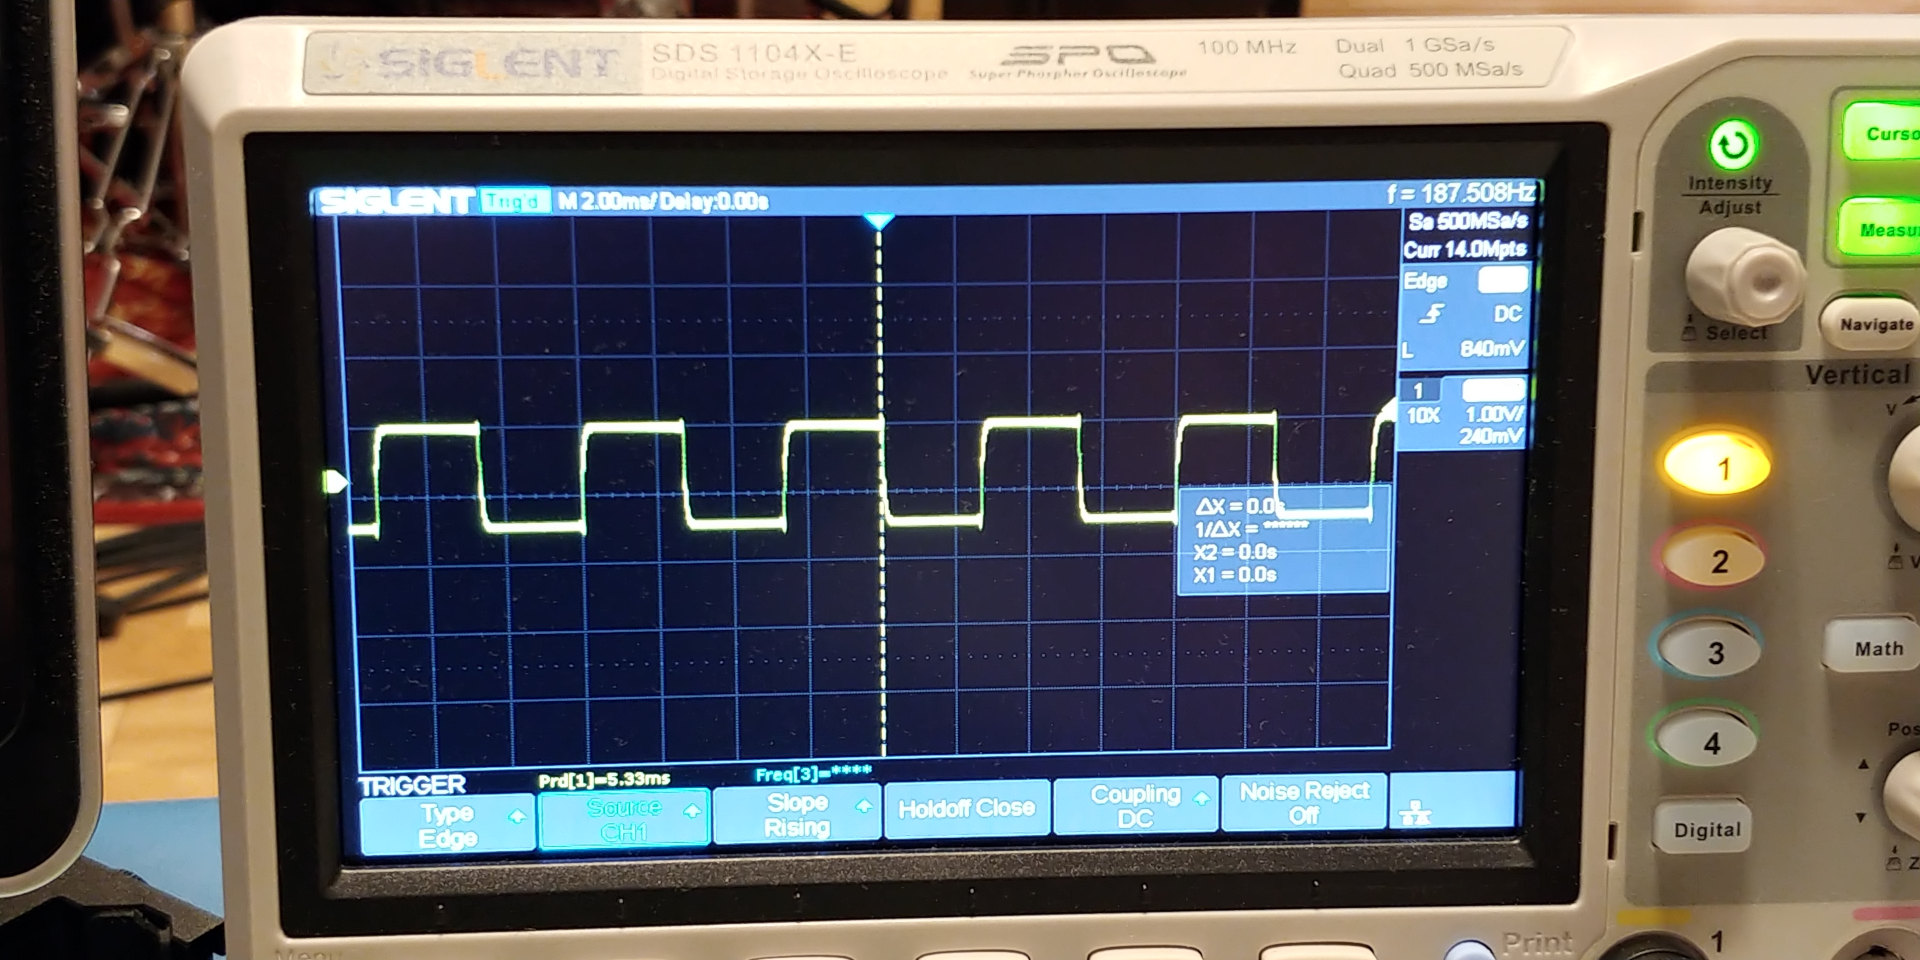 SIGLENT
SDS 1104X-E
Digital Storage Oscilloscope
SPO
Super Phosphor Oscilloscope
100 MHz
Dual 1 GSa/s
Quad 500 MSa/s
SIGLENT Trig'd M 2.00ms/ Delay:0.00s f = 187.508Hz
Sa 500MSa/s
Curr 14.0Mpts
Edge
DC
L 840mV
1
10X 1.00V/
240mV
ΔX = 0.0s
1/ΔX = ******
X2 = 0.0s
X1 = 0.0s
TRIGGER Prd[1]=5.33ms Freq[3]=****
Type
Edge
Source
CH1
Slope
Rising
Holdoff Close
Coupling
DC
Noise Reject
Off
Intensity
Adjust
Select
Curso
Measu
Navigate
Vertical
V
1
2
3
4
V
Math
Pos
Digital
Z
Print
1
Menu